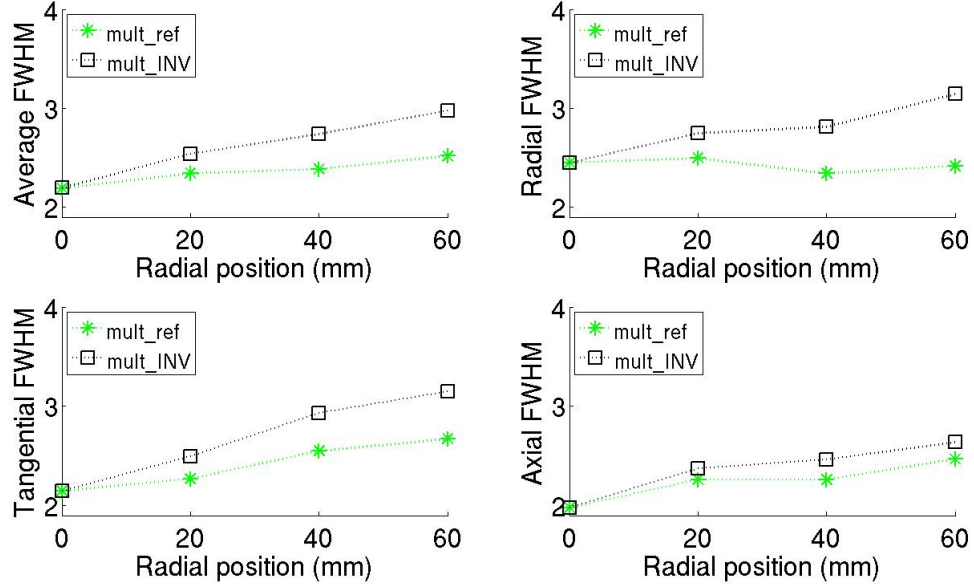 4
3
2
Average FWHM
mult_ref
mult_INV
0 20 40 60
Radial position (mm)
4
3
2
Radial FWHM
mult_ref
mult_INV
0 20 40 60
Radial position (mm)
4
3
2
Tangential FWHM
mult_ref
mult_INV
0 20 40 60
Radial position (mm)
4
3
2
Axial FWHM
mult_ref
mult_INV
0 20 40 60
Radial position (mm)